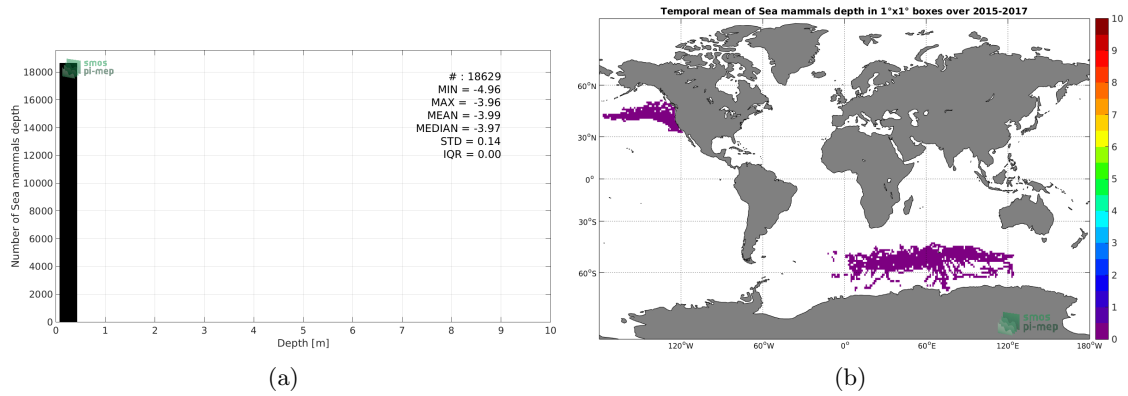 smos
pi-mep
# : 18629
MIN = -4.96
MAX = -3.96
MEAN = -3.99
MEDIAN = -3.97
STD = 0.14
IQR = 0.00
18000
16000
14000
12000
10000
8000
6000
4000
2000
0
Number of Sea mammals depth
0 1 2 3 4 5 6 7 8 9 10
Depth [m]
(a)
Temporal mean of Sea mammals depth in 1°x1° boxes over 2015-2017
60°N
30°N
0°
30°S
60°S
120°W 60°W 0° 60°E 120°E 180°W
smos
pi-mep
10
9
8
7
6
5
4
3
2
1
0
(b)